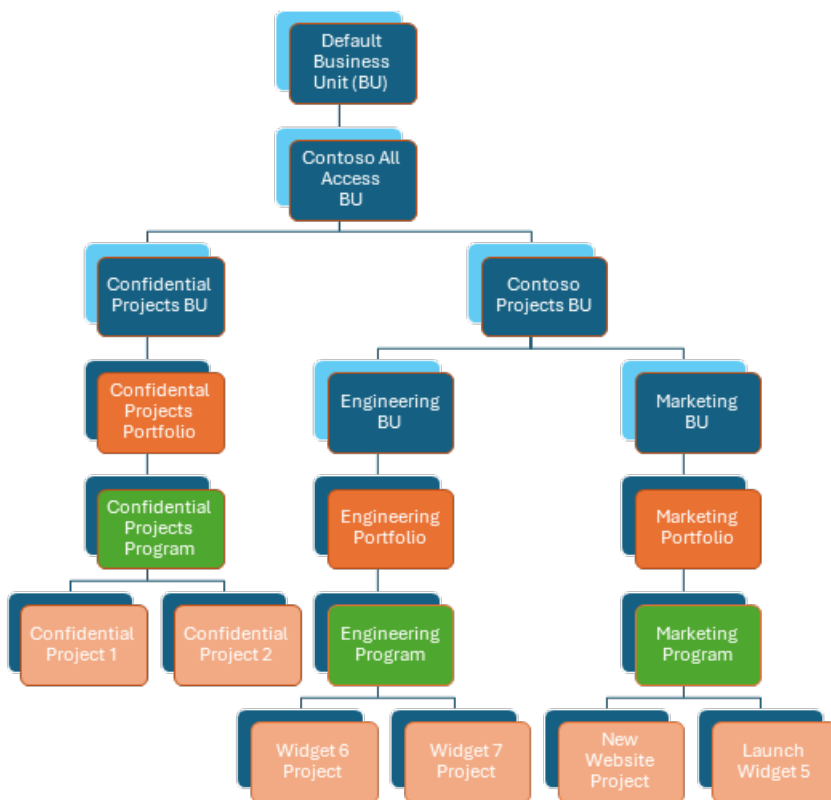 Default
Business
Unit (BU)
Contoso All
Access
BU
Confidential
Projects BU
Contoso
Projects BU
Confidental
Projects
Portfolio
Engineering
BU
Marketing
BU
Confidential
Projects
Program
Engineering
Portfolio
Marketing
Portfolio
Confidential
Project 1
Confidential
Project 2
Engineering
Program
Marketing
Program
Widget 6
Project
Widget 7
Project
New
Website
Project
Launch
Widget 5